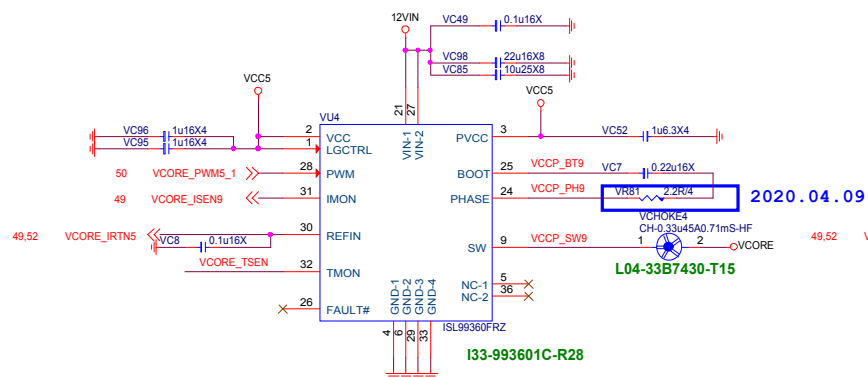 12VIN
VC49 0.1u16X
VC98 22u16X8
VC85 10u25X8
VCC5
VCC5
VU4
21
27
VC96 1u16X4
VC95 1u16X4
2 VCC
1 LGCTRL
VIN-1
VIN-2
PVCC 3
VC52 1u6.3X4
50 VCORE_PWM5_1 28 PWM
BOOT 25 VCCP_BT9 VC7 0.22u16X
49 VCORE_ISEN9 31 IMON
PHASE 24 VCCP_PH9 VR81 2.2R/4 2020.04.09
VCHOKE4
CH-0.33u45A0.71mS-HF
49,52 VCORE_IRTN5 30 REFIN
VC8 0.1u16X
SW 9 VCCP_SW9 1 2 VCORE
49,52
L04-33B7430-T15
VCORE_TSEN 32 TMON
NC-1 5
NC-2 36
26 FAULT#
GND-1
GND-2
GND-3
GND-4
ISL99360FRZ
4
6
29
33
I33-993601C-R28